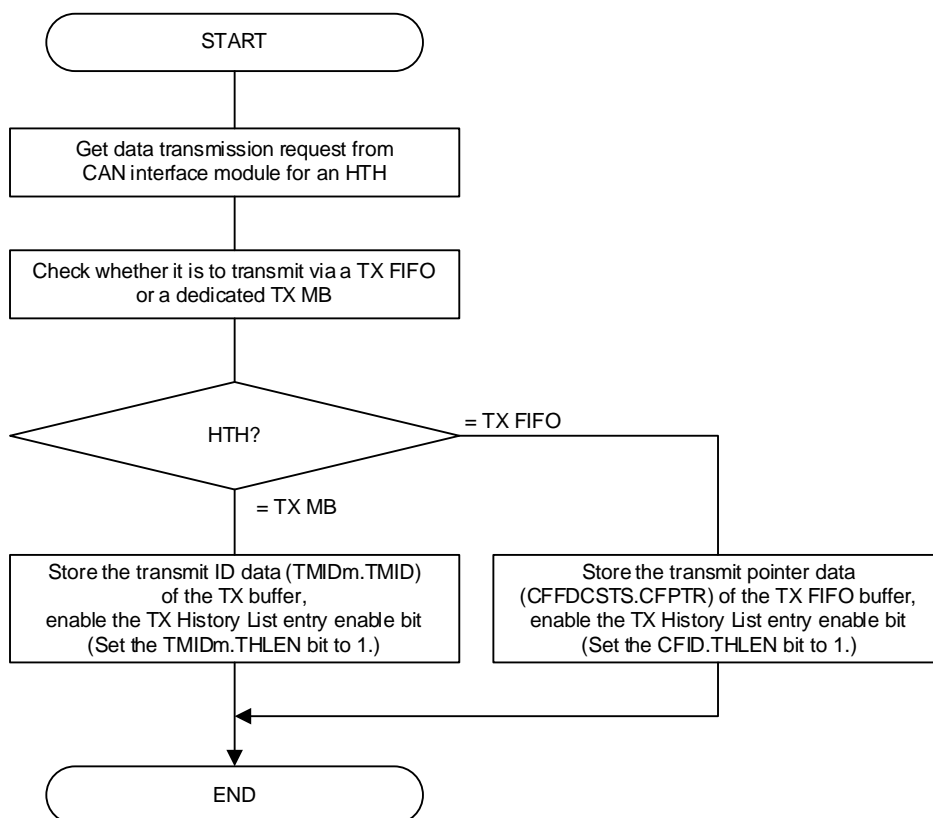 START
Get data transmission request from
CAN interface module for an HTH
Check whether it is to transmit via a TX FIFO
or a dedicated TX MB
HTH?
= TX FIFO
= TX MB
Store the transmit ID data (TMIDm.TMID)
of the TX buffer,
enable the TX History List entry enable bit
(Set the TMIDm.THLEN bit to 1.)
Store the transmit pointer data
(CFFDCSTS.CFPTR) of the TX FIFO buffer,
enable the TX History List entry enable bit
(Set the CFID.THLEN bit to 1.)
END